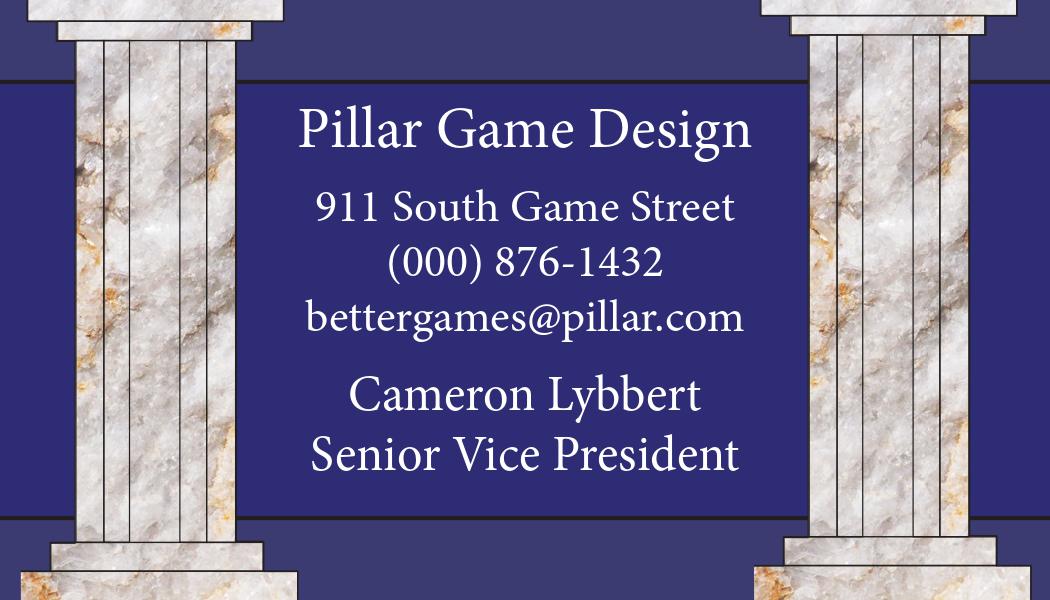 Pillar Game Design
911 South Game Street
(000) 876-1432
bettergames@pillar.com
Cameron Lybbert
Senior Vice President